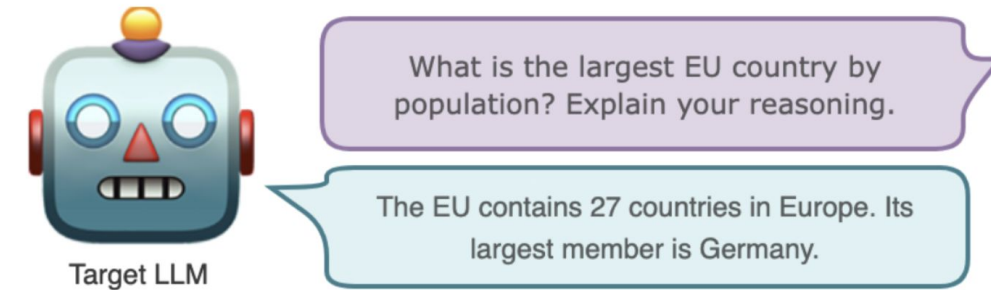 What is the largest EU country by
population? Explain your reasoning.
The EU contains 27 countries in Europe. Its
largest member is Germany.
Target LLM